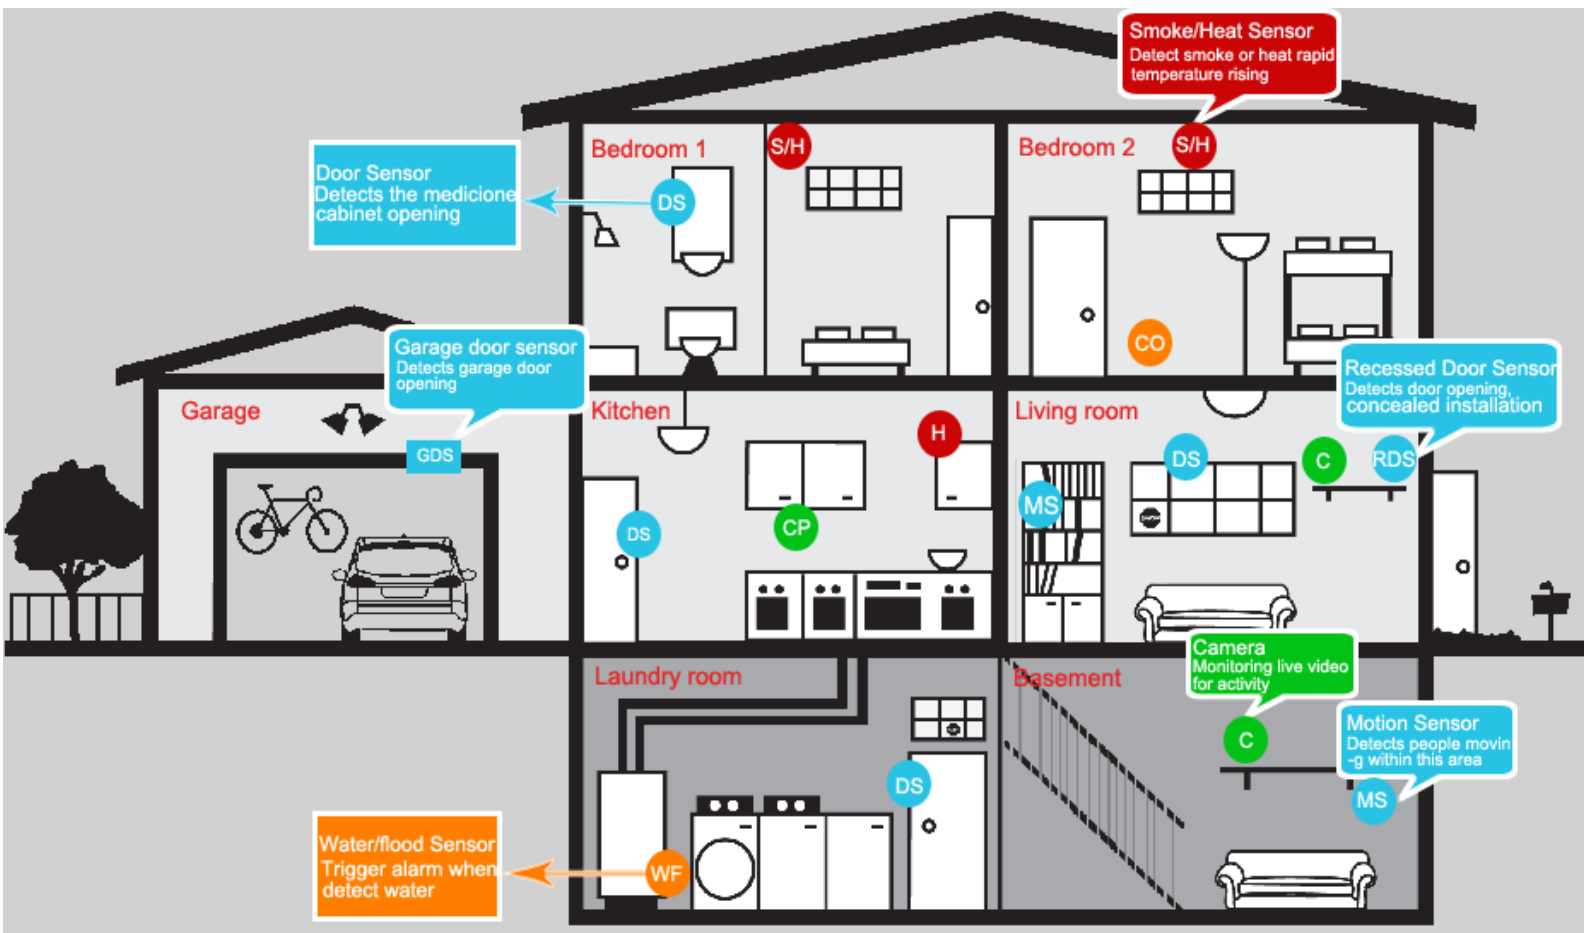 Smoke/Heat Sensor
Detect smoke or heat rapid
temperature rising
Bedroom 1
S/H
Bedroom 2
S/H
Door Sensor
Detects the medicione
cabinet opening
DS
CO
Garage door sensor
Detects garage door
opening
Recessed Door Sensor
Detects door opening,
concealed installation
Garage
GDS
Kitchen
H
DS
CP
Living room
DS
C
RDS
MS
Laundry room
DS
Basement
Camera
Monitoring live video
for activity
C
Motion Sensor
Detects people movin
-g within this area
MS
Water/flood Sensor
Trigger alarm when
detect water
WF